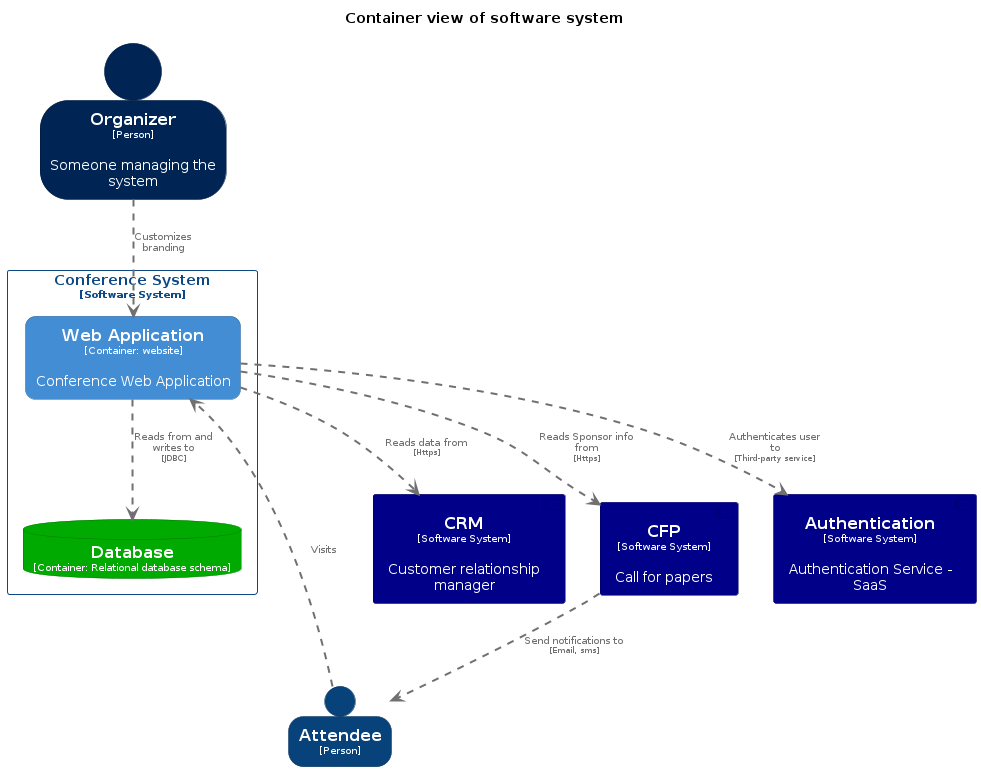 Container view of software system
Organizer
[Person]
Someone managing the
system
Customizes
branding
Conference System
[Software System]
Web Application
[Container: website]
Conference Web Application
Reads from and
writes to
[JDBC]
Reads data from
[Https]
Reads Sponsor info
from
[Https]
Authenticates user
to
[Third-party service]
Database
[Container: Relational database schema]
Visits
CRM
[Software System]
Customer relationship
manager
CFP
[Software System]
Call for papers
Authentication
[Software System]
Authentication Service -
SaaS
Send notifications to
[Email, sms]
Attendee
[Person]